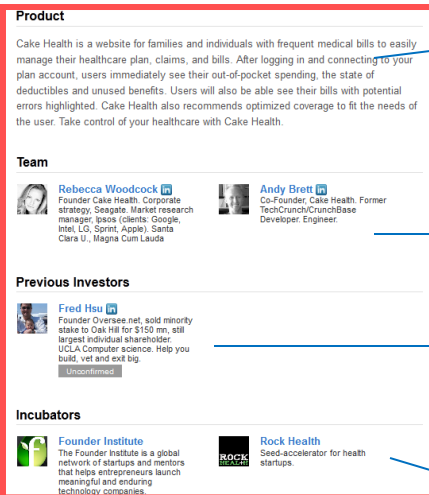 Product
Cake Health is a website for families and individuals with frequent medical bills to easily
manage their healthcare plan, claims, and bills. After logging in and connecting to your
plan account, users immediately see their out-of-pocket spending, the state of
deductibles and unused benefits. Users will also be able see their bills with potential
errors highlighted. Cake Health also recommends optimized coverage to fit the needs of
the user. Take control of your healthcare with Cake Health.
Team
Rebecca Woodcock in
Founder Cake Health. Corporate
strategy, Seagate. Market research
manager, Ipsos (clients: Google,
Intel, LG, Sprint, Apple). Santa
Clara U., Magna Cum Lauda
Andy Brett in
Co-Founder, Cake Health. Former
TechCrunch/CrunchBase
Developer. Engineer.
Previous Investors
Fred Hsu in
Founder Oversee.net, sold minority
stake to Oak Hill for $150 mn, still
largest individual shareholder.
UCLA Computer science. Help you
build, vet and exit big.
Unconfirmed
Incubators
Founder Institute
The Founder Institute is a global
network of startups and mentors
that helps entrepreneurs launch
meaningful and enduring
technology companies.
ROCK
HEALTH
Rock Health
Seed-accelerator for health
startups.